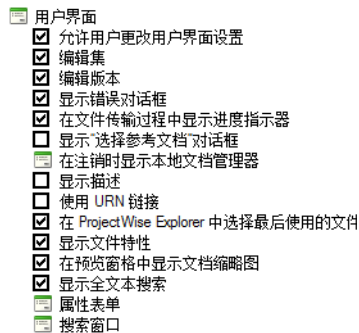 用户界面
允许用户更改用户界面设置
编辑集
编辑版本
显示错误对话框
在文件传输过程中显示进度指示器
显示"选择参考文档"对话框
在注销时显示本地文档管理器
显示描述
使用 URN 链接
在 ProjectWise Explorer 中选择最后使用的文件
显示文件特性
在预览窗格中显示文档缩略图
显示全文本搜索
属性表单
搜索窗口